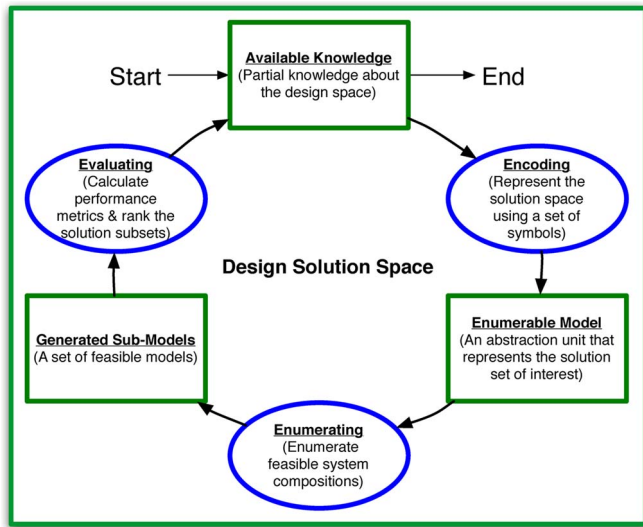 Available Knowledge
(Partial knowledge about
the design space)
Start
End
Evaluating
(Calculate
performance
metrics & rank the
solution subsets)
Encoding
(Represent the
solution space
using a set of
symbols)
Design Solution Space
Generated Sub-Models
(A set of feasible models)
Enumerable Model
(An abstraction unit that
represents the solution
set of interest)
Enumerating
(Enumerate
feasible system
compositions)